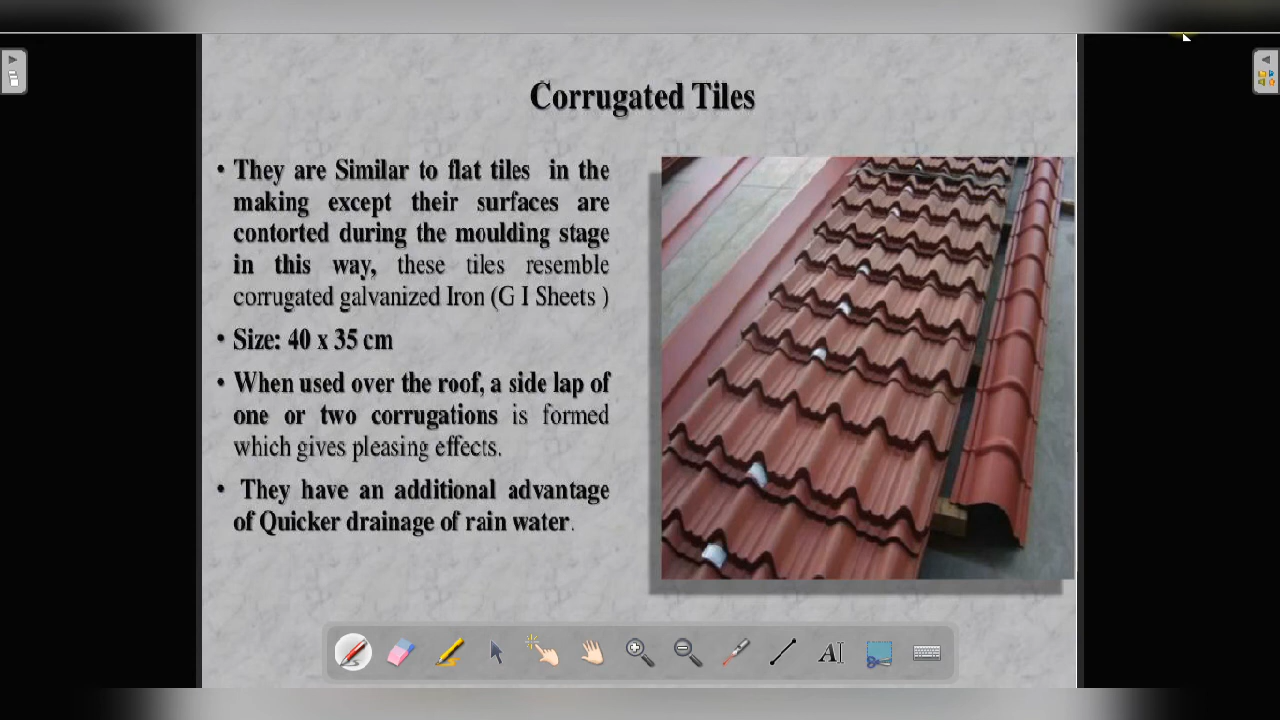 Corrugated Tiles
• They are Similar to flat tiles in the
making except their surfaces are
contorted during the moulding stage
in this way, these tiles resemble
corrugated galvanized Iron (G I Sheets )
• Size: 40 x 35 cm
• When used over the roof, a side lap of
one or two corrugations is formed
which gives pleasing effects.
• They have an additional advantage
of Quicker drainage of rain water.
AI